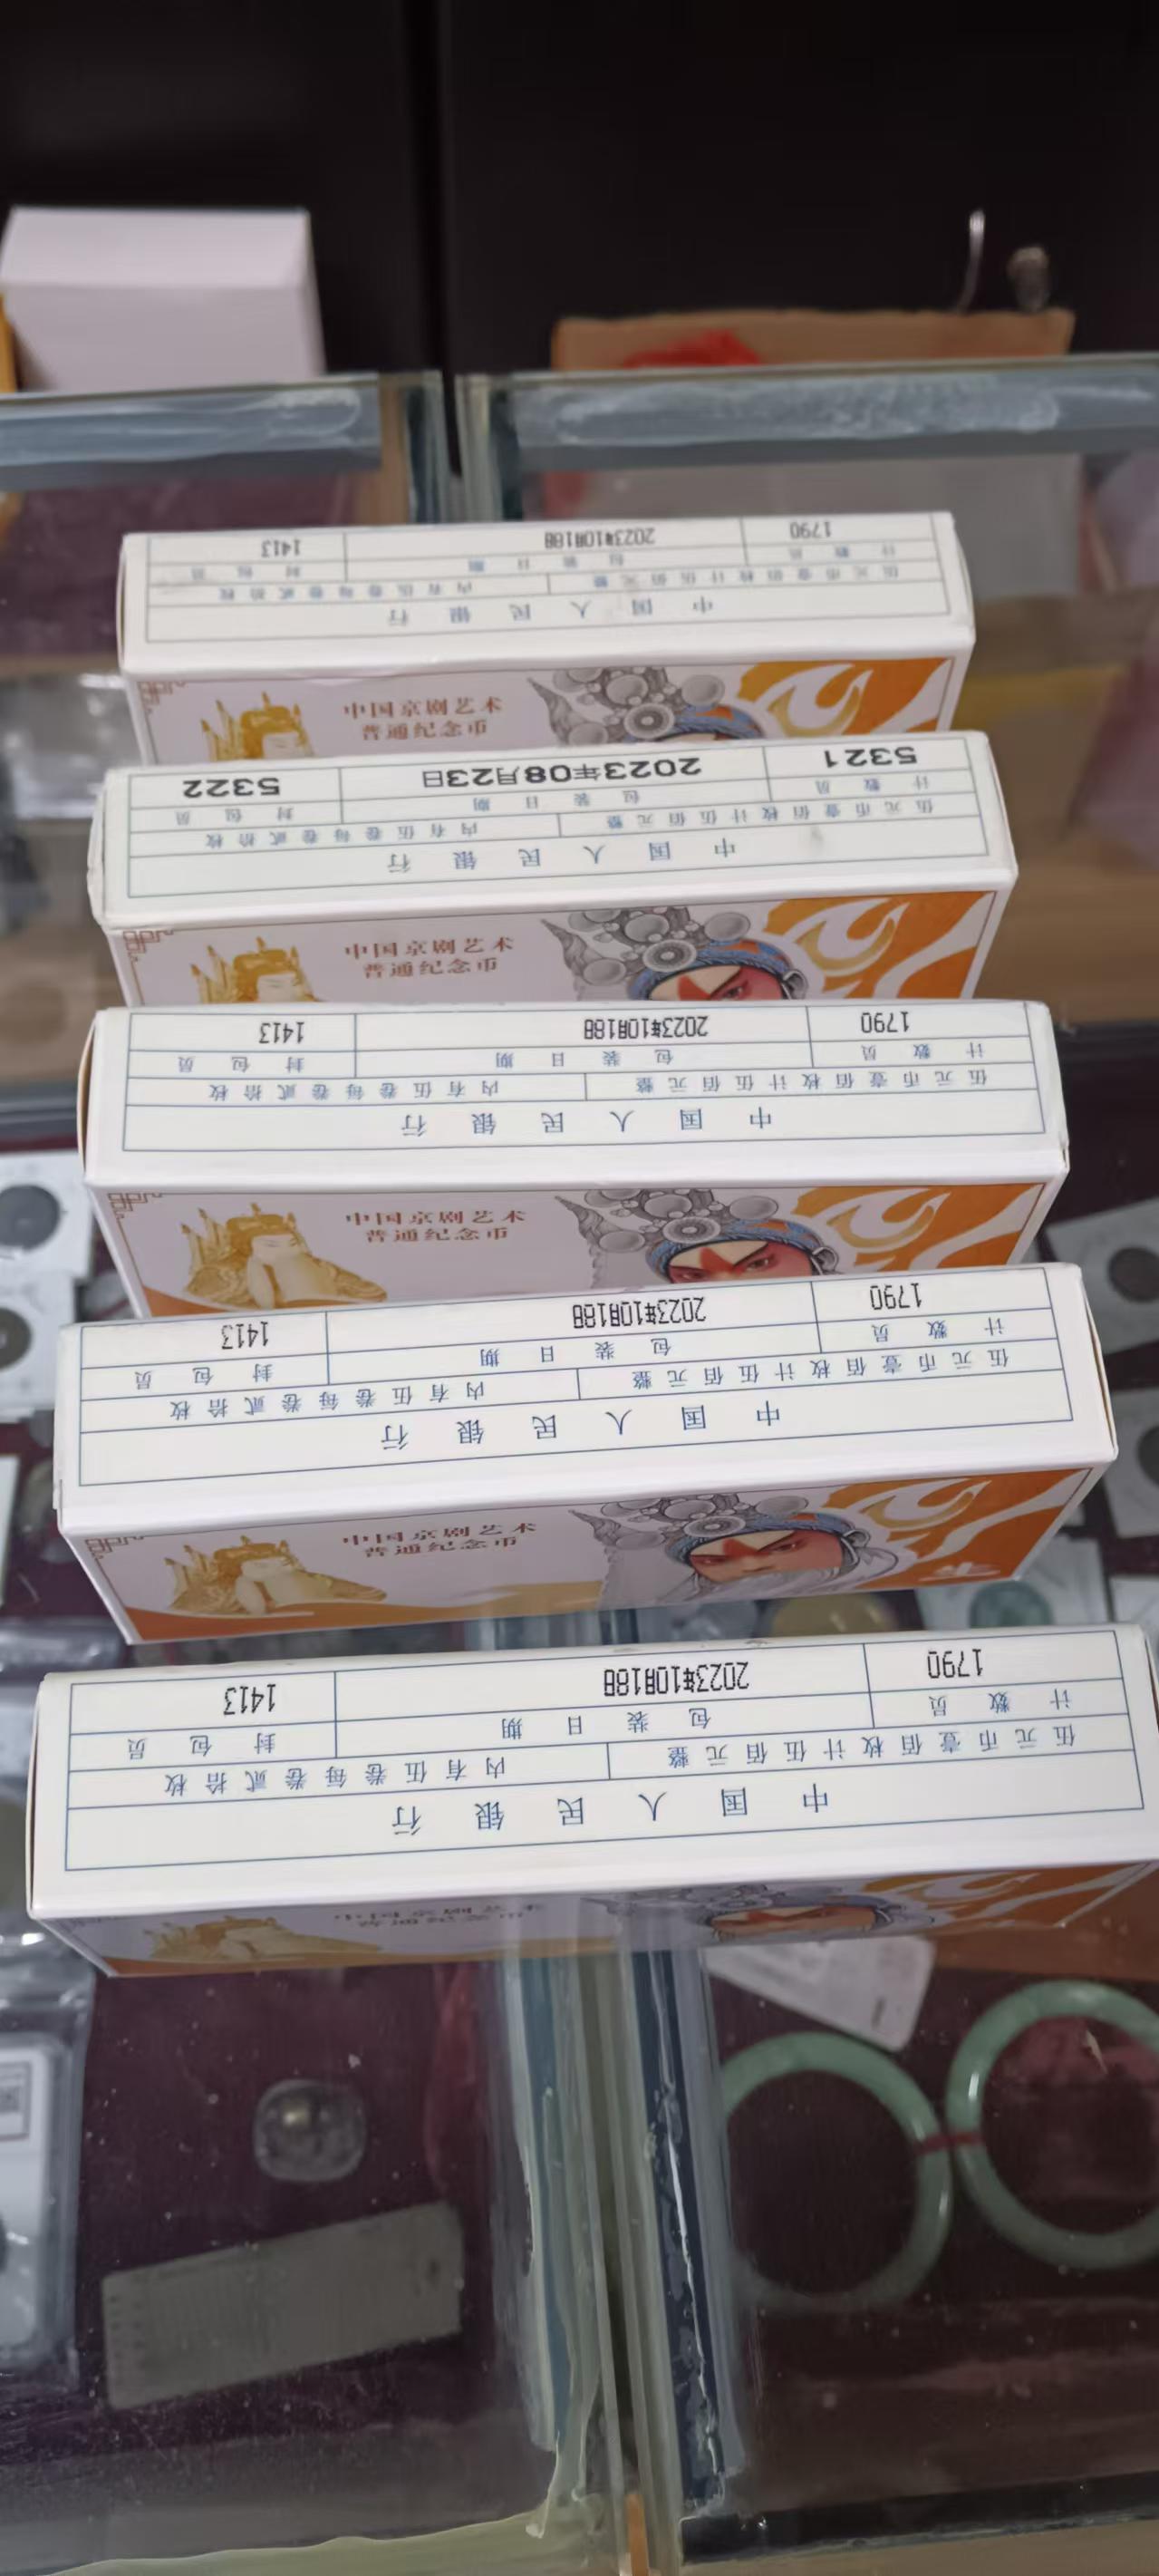 中国人民银行
伍元币壹佰枚计伍佰元整 内有伍卷每卷贰拾枚
计数员 包装日期 封包员
1790 2023年10月18日 1413
中国京剧艺术
普通纪念币
中国人民银行
伍元币壹佰枚计伍佰元整 内有伍卷每卷贰拾枚
计数员 包装日期 封包员
5321 2023年08月23日 5322
中国京剧艺术
普通纪念币
中国人民银行
伍元币壹佰枚计伍佰元整 内有伍卷每卷贰拾枚
计数员 包装日期 封包员
1790 2023年10月18日 1413
中国京剧艺术
普通纪念币
中国人民银行
伍元币壹佰枚计伍佰元整 内有伍卷每卷贰拾枚
计数员 包装日期 封包员
1790 2023年10月18日 1413
中国京剧艺术
普通纪念币
中国人民银行
伍元币壹佰枚计伍佰元整 内有伍卷每卷贰拾枚
计数员 包装日期 封包员
1790 2023年10月18日 1413
中国京剧艺术
普通纪念币